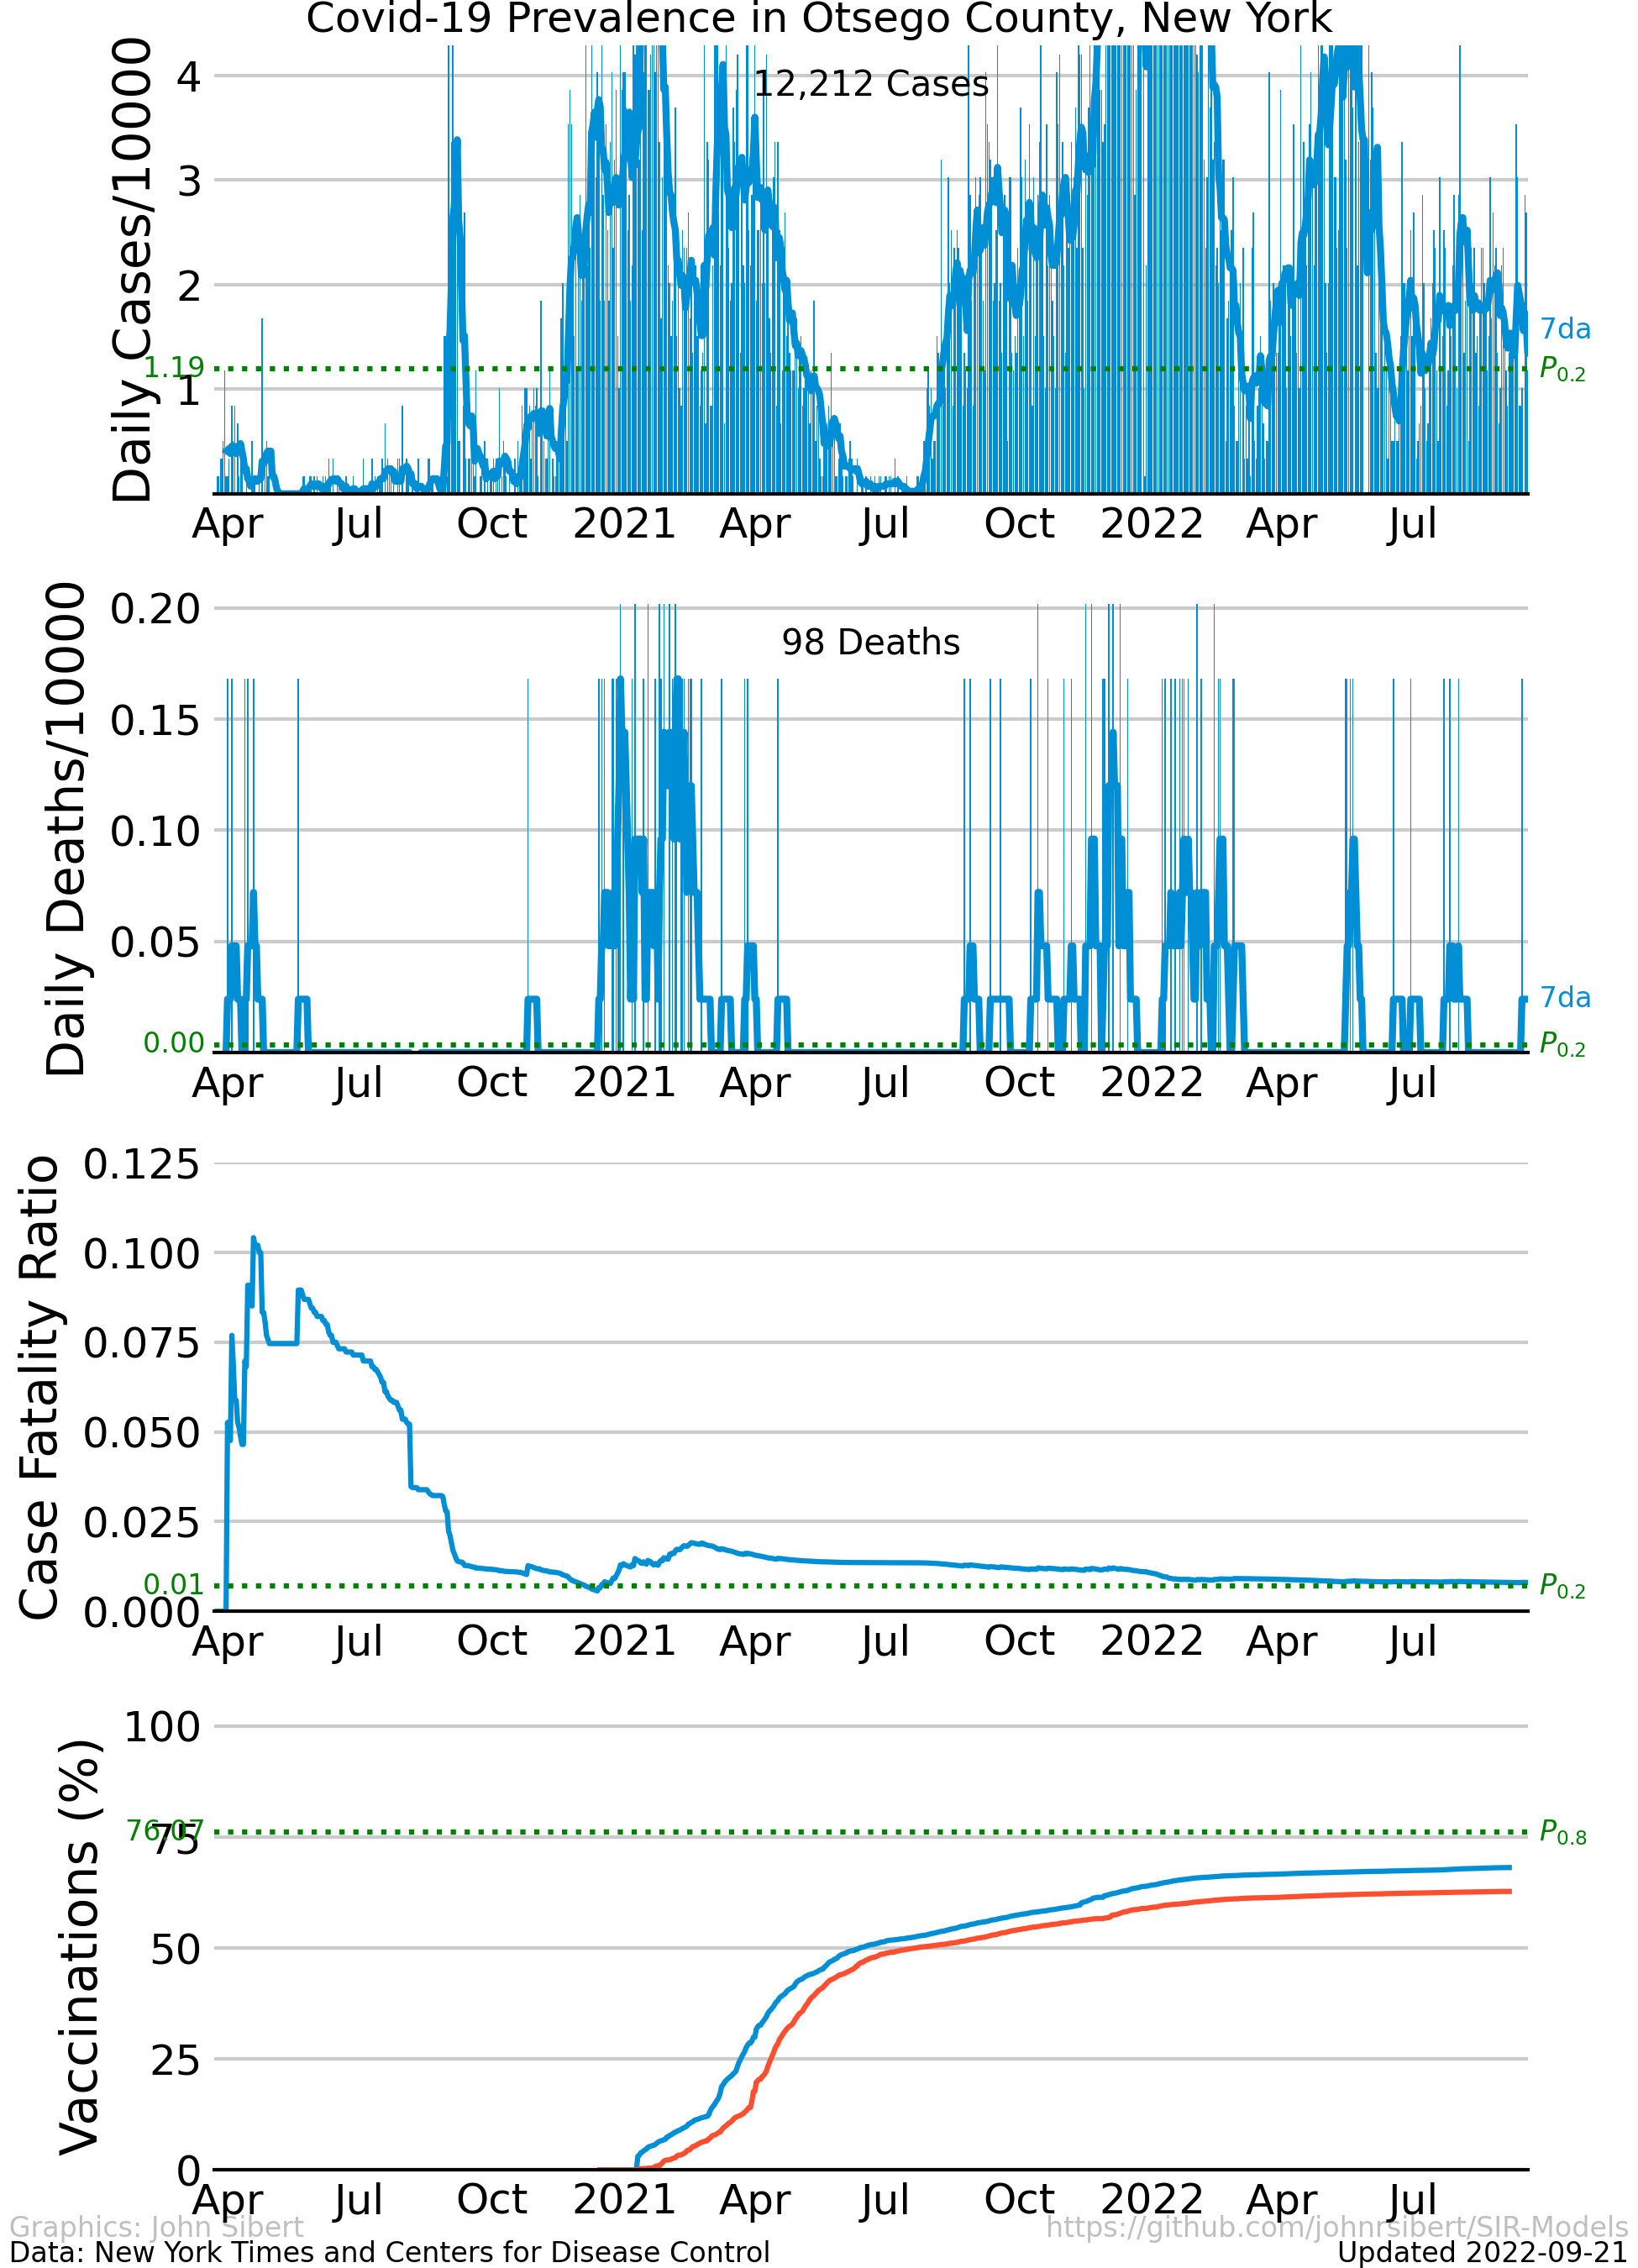 Covid-19 Prevalence in Otsego County, New York
Daily Cases/10000
4
3
2
1
1.19
12,212 Cases
7da
P0.2
Apr Jul Oct 2021 Apr Jul Oct 2022 Apr Jul
Daily Deaths/10000
0.20
0.15
0.10
0.05
0.00
98 Deaths
7da
P0.2
Apr Jul Oct 2021 Apr Jul Oct 2022 Apr Jul
Case Fatality Ratio
0.125
0.100
0.075
0.050
0.025
0.01
0.000
P0.2
Apr Jul Oct 2021 Apr Jul Oct 2022 Apr Jul
Vaccinations (%)
100
76.07
75
50
25
0
P0.8
Apr Jul Oct 2021 Apr Jul Oct 2022 Apr Jul
Graphics: John Sibert
https://github.com/johnrsibert/SIR-Models
Data: New York Times and Centers for Disease Control
Updated 2022-09-21